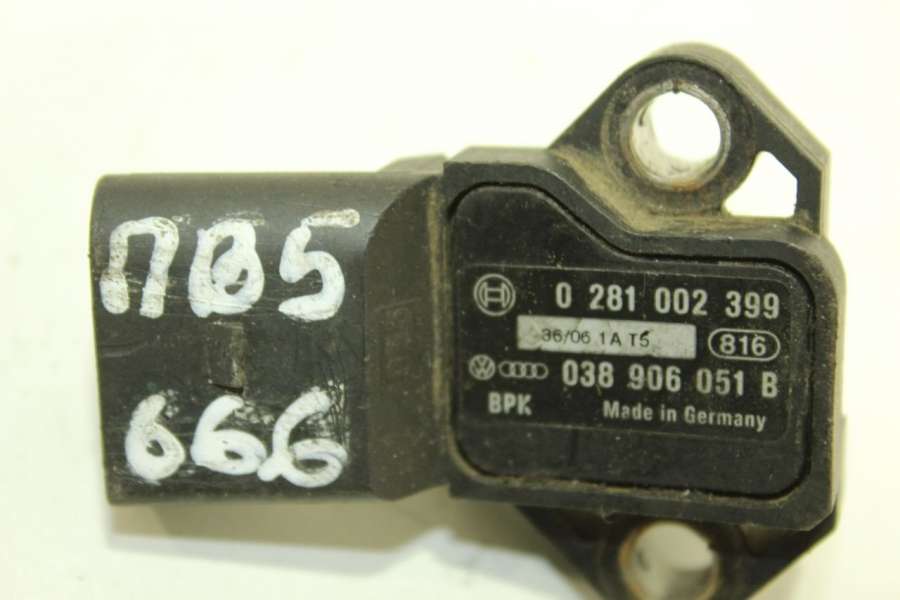 ПВ5
666
0 281 002 399
36/06 1A T5
816
038 906 051 B
BPK
Made in Germany